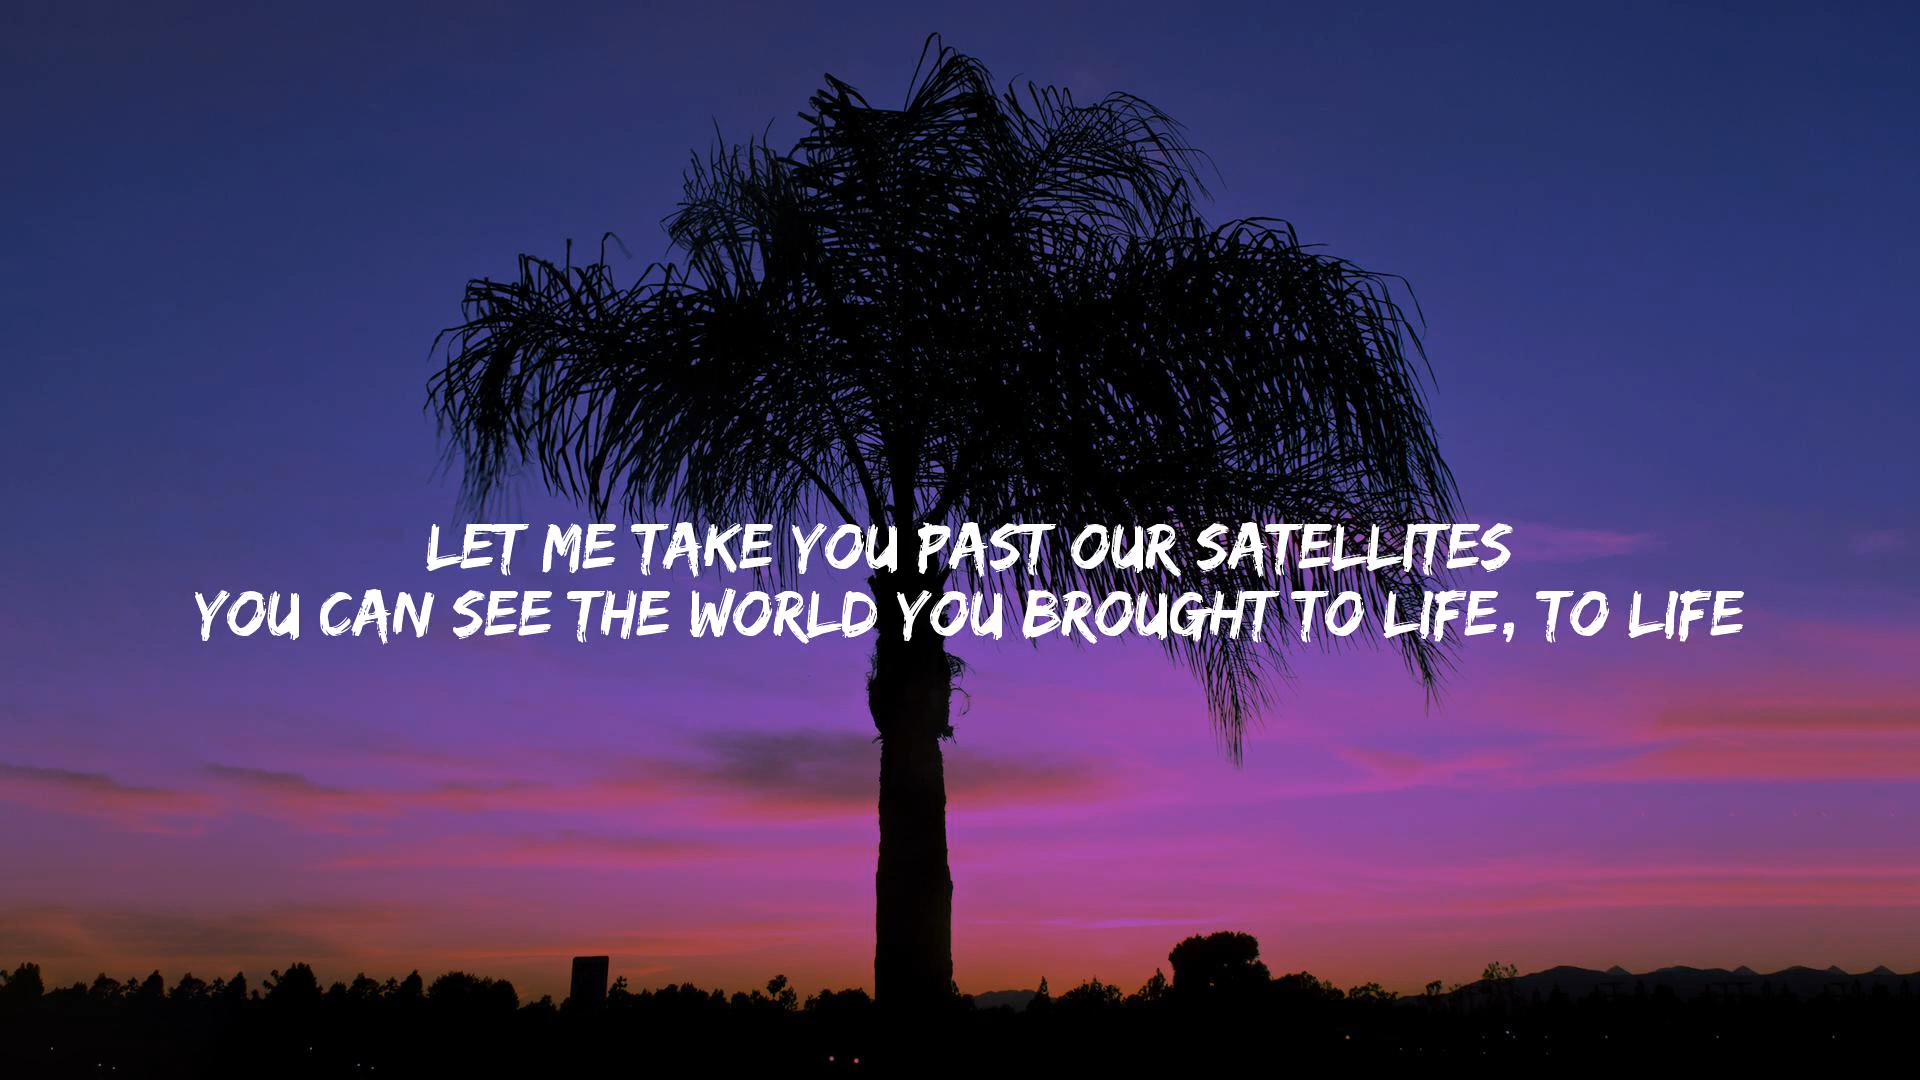 LET ME TAKE YOU PAST OUR SATELLITES
YOU CAN SEE THE WORLD YOU BROUGHT TO LIFE, TO LIFE